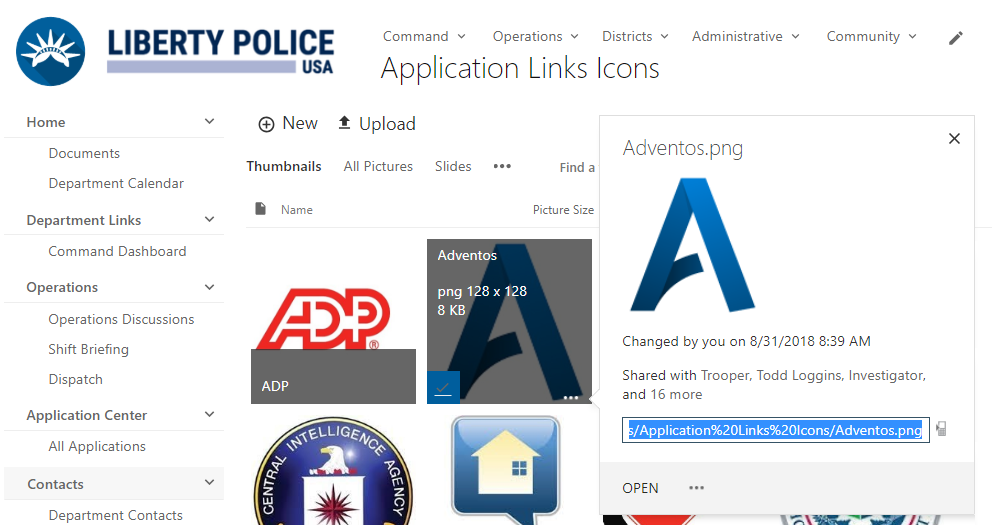 LIBERTY POLICE
USA
Command
Operations
Districts
Administrative
Community
Application Links Icons
Home
Documents
Department Calendar
Department Links
Command Dashboard
Operations
Operations Discussions
Shift Briefing
Dispatch
Application Center
All Applications
Contacts
Department Contacts
New
Upload
Thumbnails
All Pictures
Slides
•••
Find a
Name
Picture Size
ADP
®
ADP
Adventos
png 128 x 128
8 KB
CENTRAL INTELLIGENCE AGENCY
Adventos.png
Changed by you on 8/31/2018 8:39 AM
Shared with Trooper, Todd Loggins, Investigator,
and 16 more
s/Application%20Links%20Icons/Adventos.png
OPEN
•••